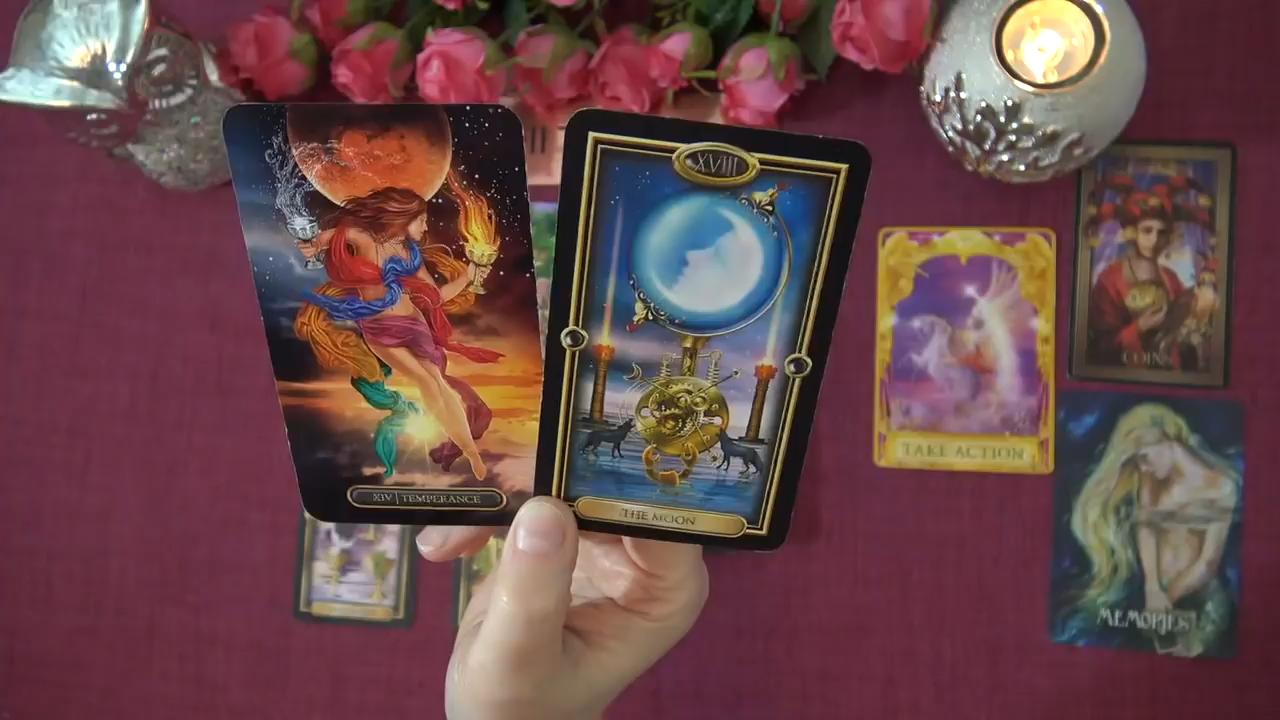 XVIII
XIV | TEMPERANCE
THE MOON
TAKE ACTION
COINS
MEMORIES